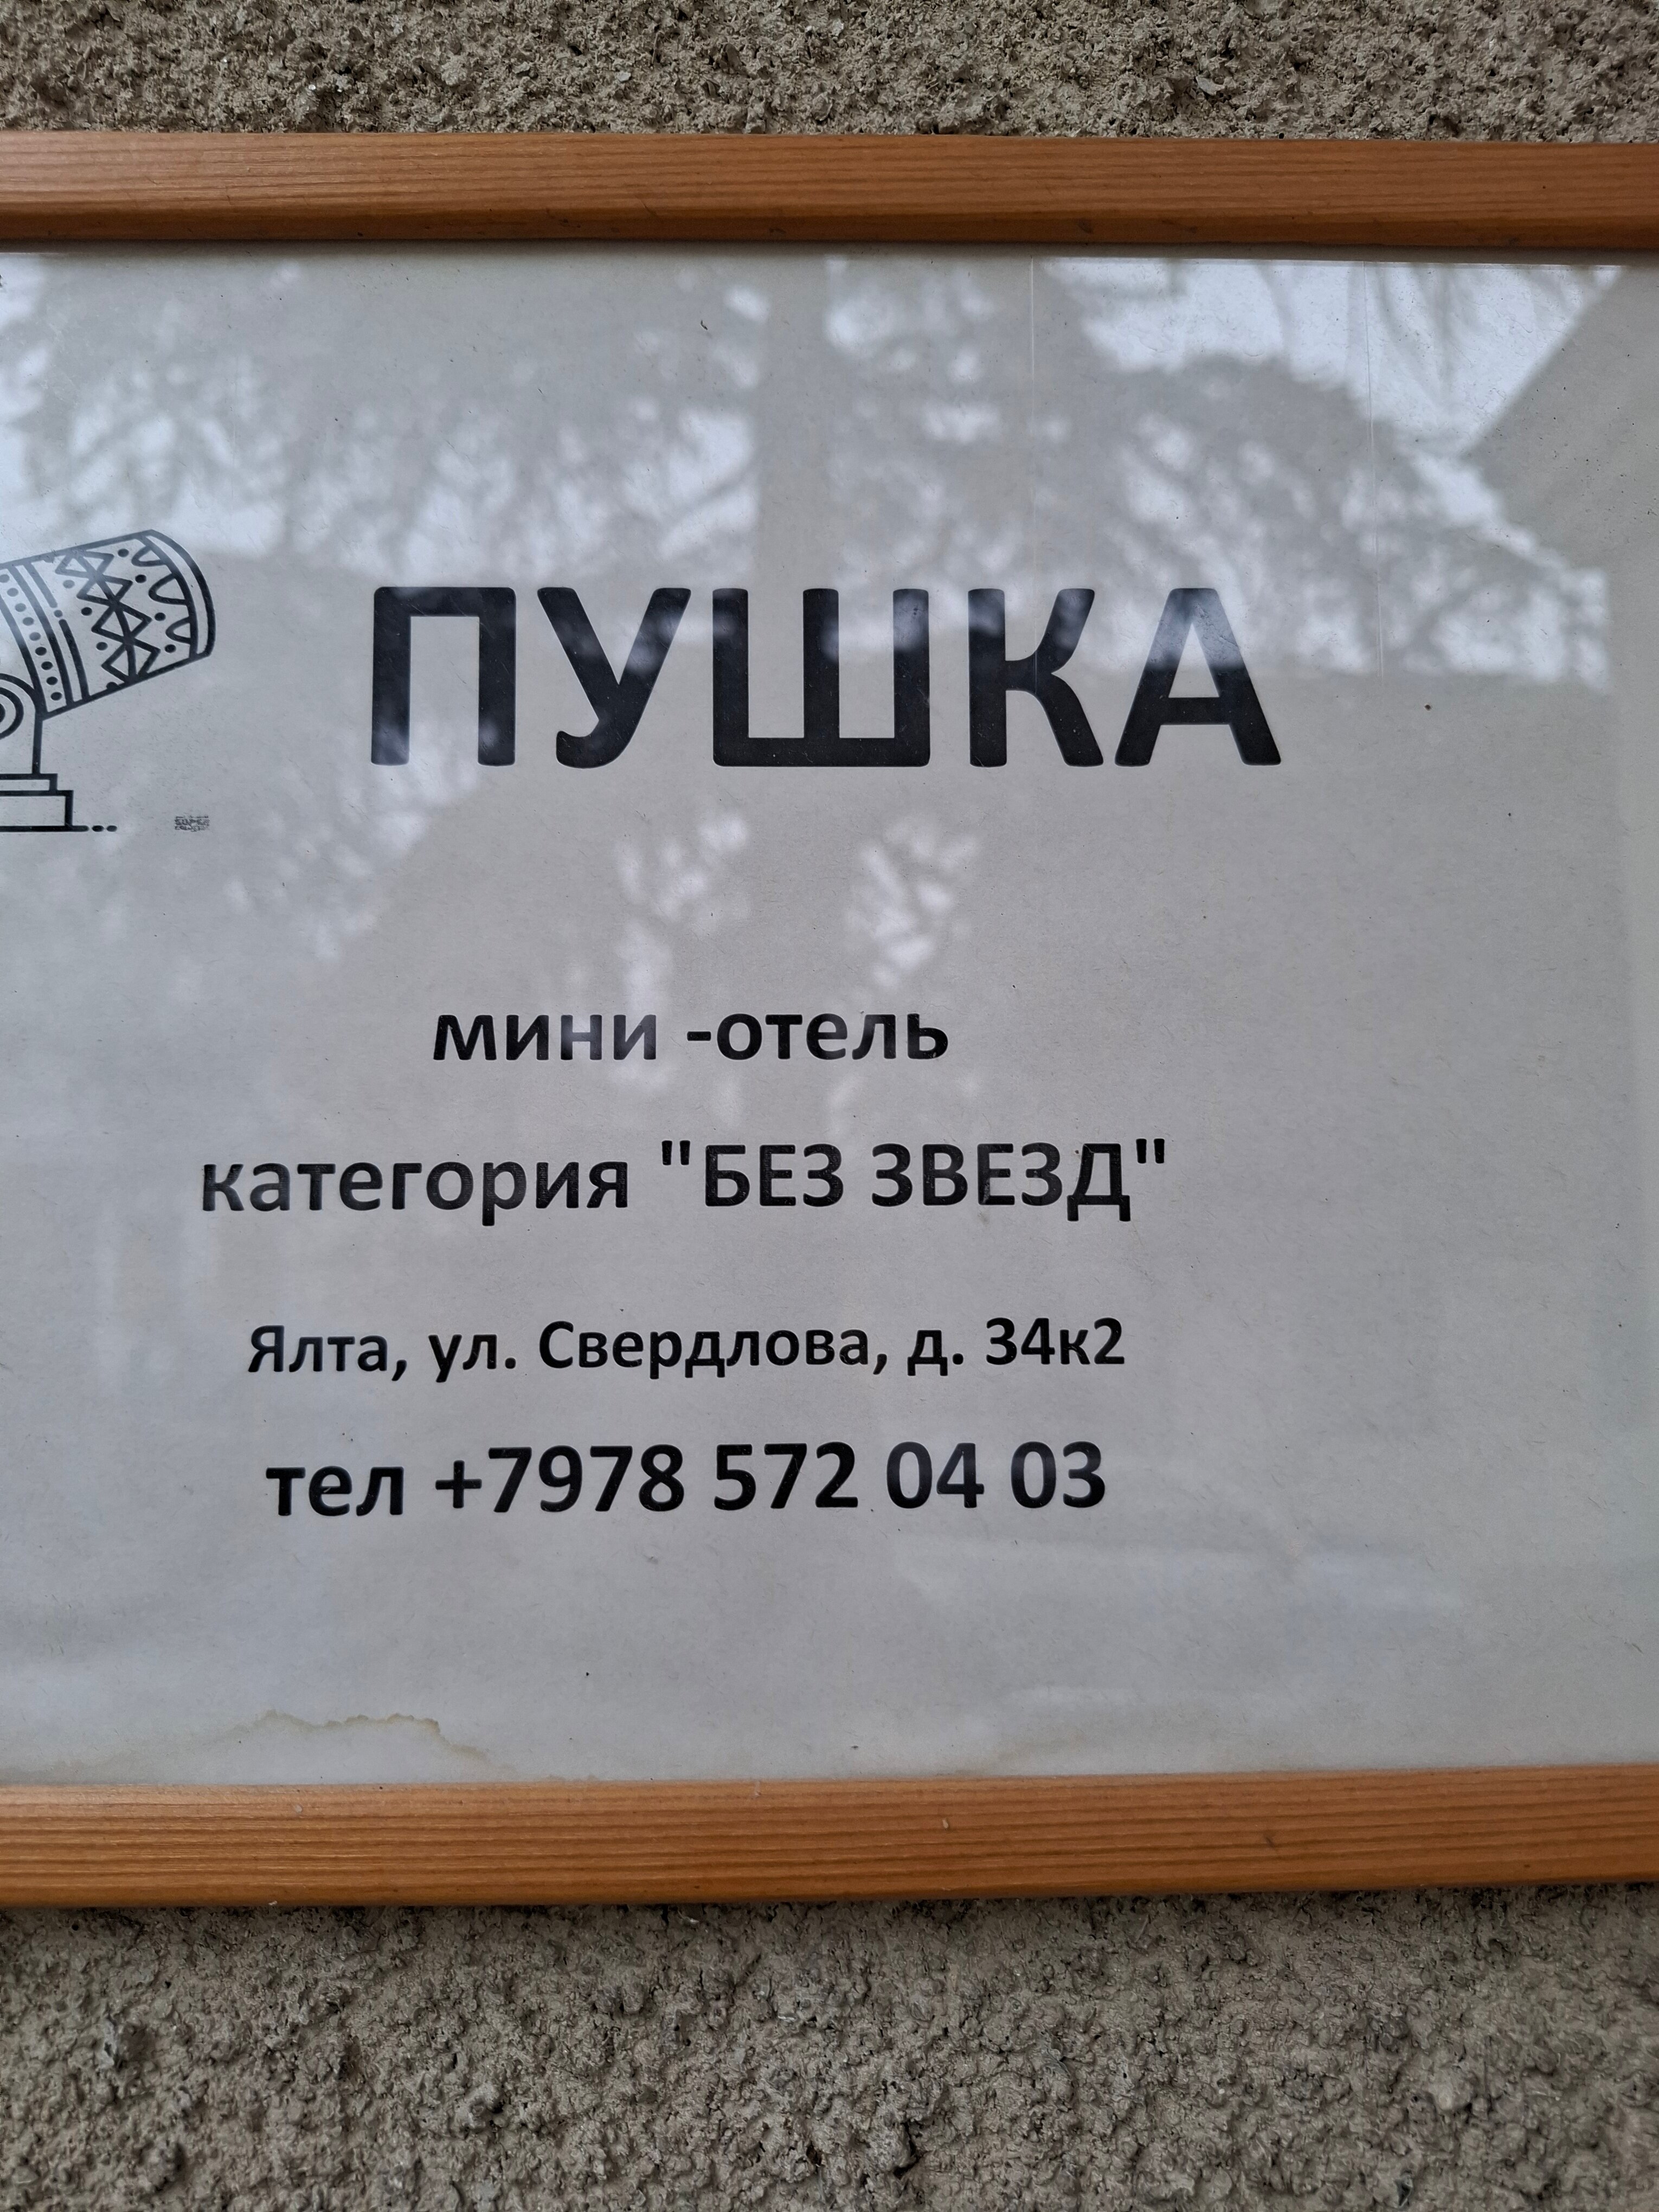 ПУШКА
мини -отель
категория "БЕЗ ЗВЕЗД"
Ялта, ул. Свердлова, д. 34к2
тел +7978 572 04 03